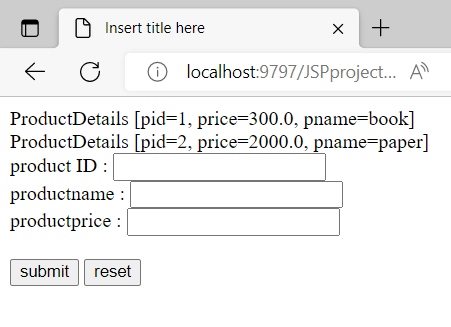 Insert title here
localhost:9797/JSPproject...
ProductDetails [pid=1, price=300.0, pname=book]
ProductDetails [pid=2, price=2000.0, pname=paper]
product ID :
productname :
productprice :
submit reset